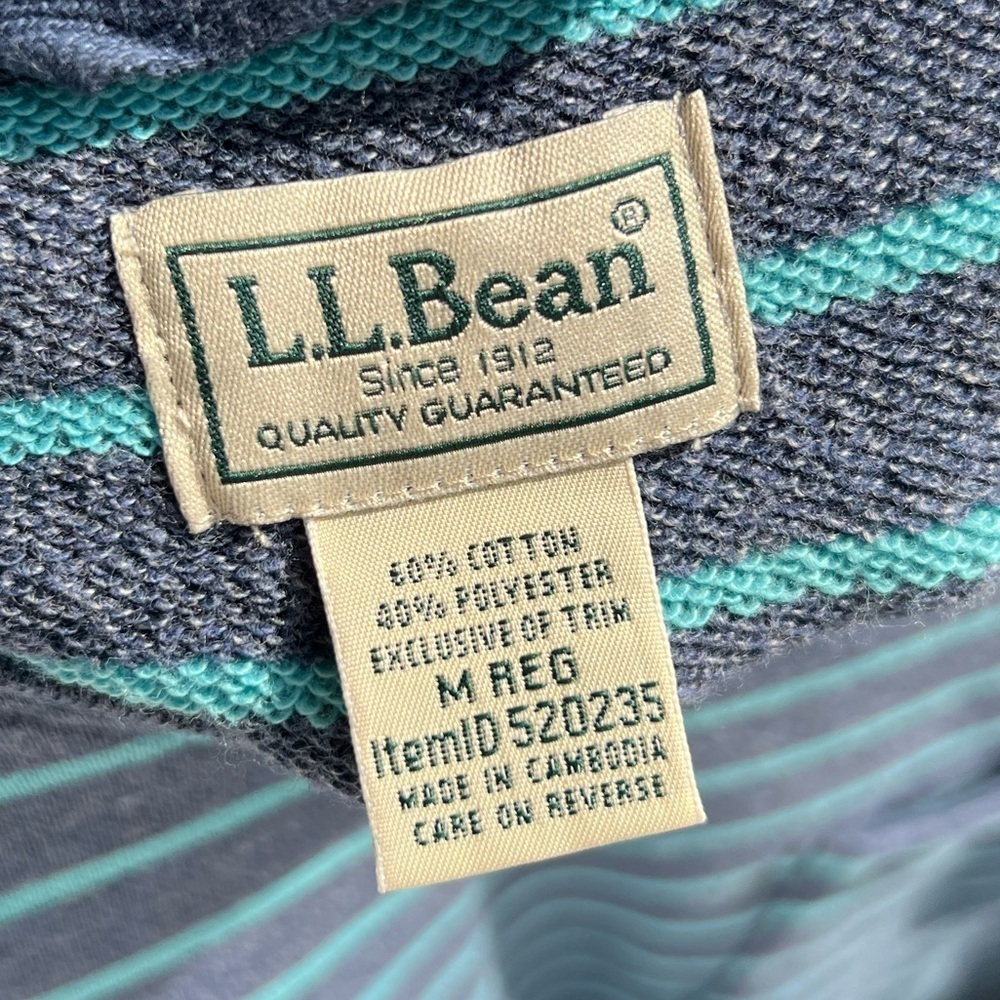 L.L.Bean®
Since 1912
QUALITY GUARANTEED
60% COTTON
40% POLYESTER
EXCLUSIVE OF TRIM
M REG
ItemID 520235
MADE IN CAMBODIA
CARE ON REVERSE